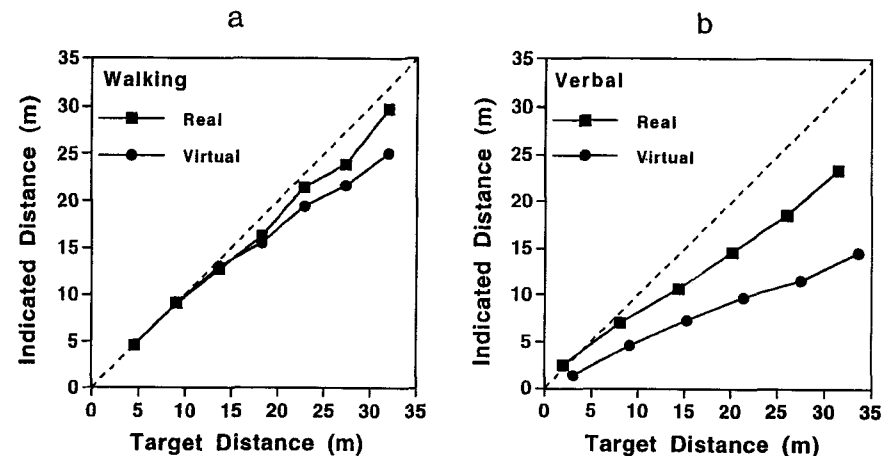 a
Walking
Real
Virtual
35
30
25
20
15
10
5
0
Indicated Distance (m)
0 5 10 15 20 25 30 35
Target Distance (m)
b
Verbal
Real
Virtual
35
30
25
20
15
10
5
0
Indicated Distance (m)
0 5 10 15 20 25 30 35
Target Distance (m)